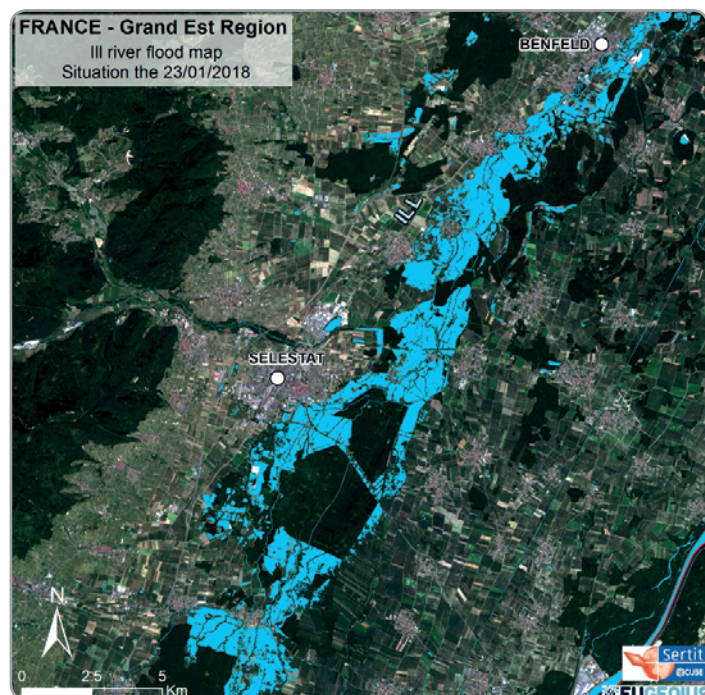 FRANCE - Grand Est Region
Ill river flood map
Situation the 23/01/2018
BENFELD
ILL
SELESTAT
N
0 2.5 5
Km
Sertit
ICUBE